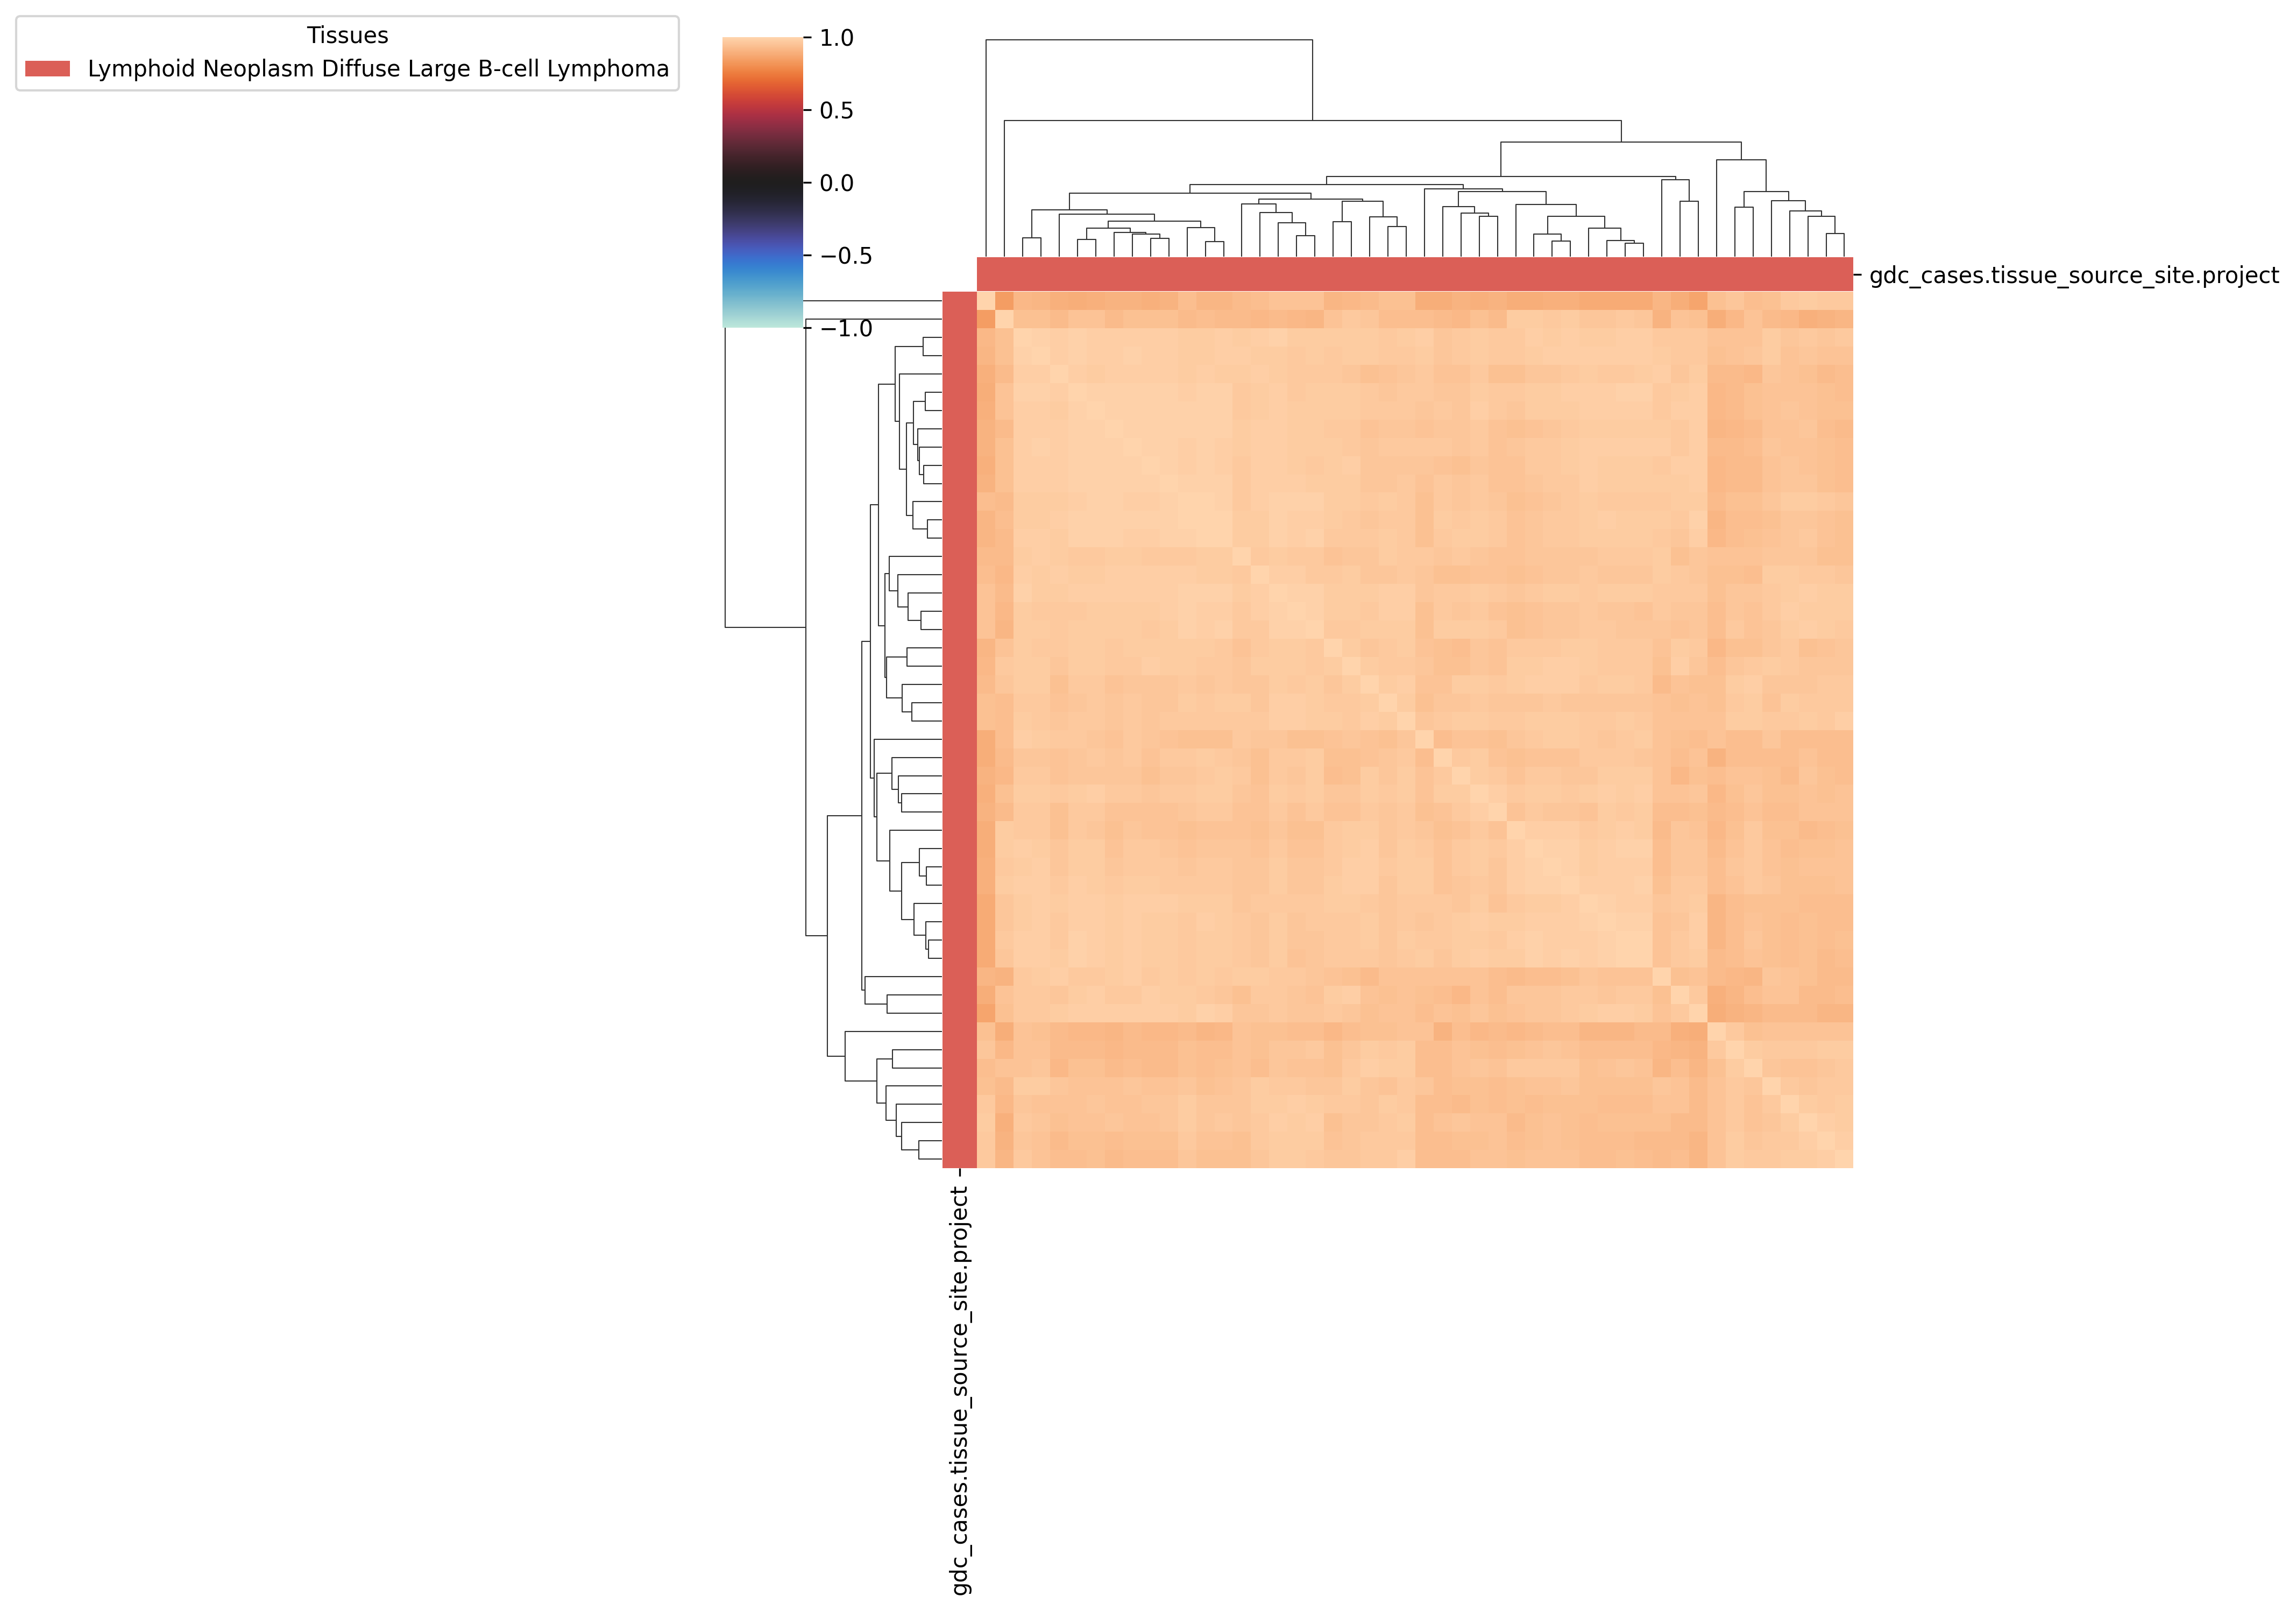 Tissues
Lymphoid Neoplasm Diffuse Large B-cell Lymphoma
1.0
0.5
0.0
−0.5
−1.0
gdc_cases.tissue_source_site.project
gdc_cases.tissue_source_site.project